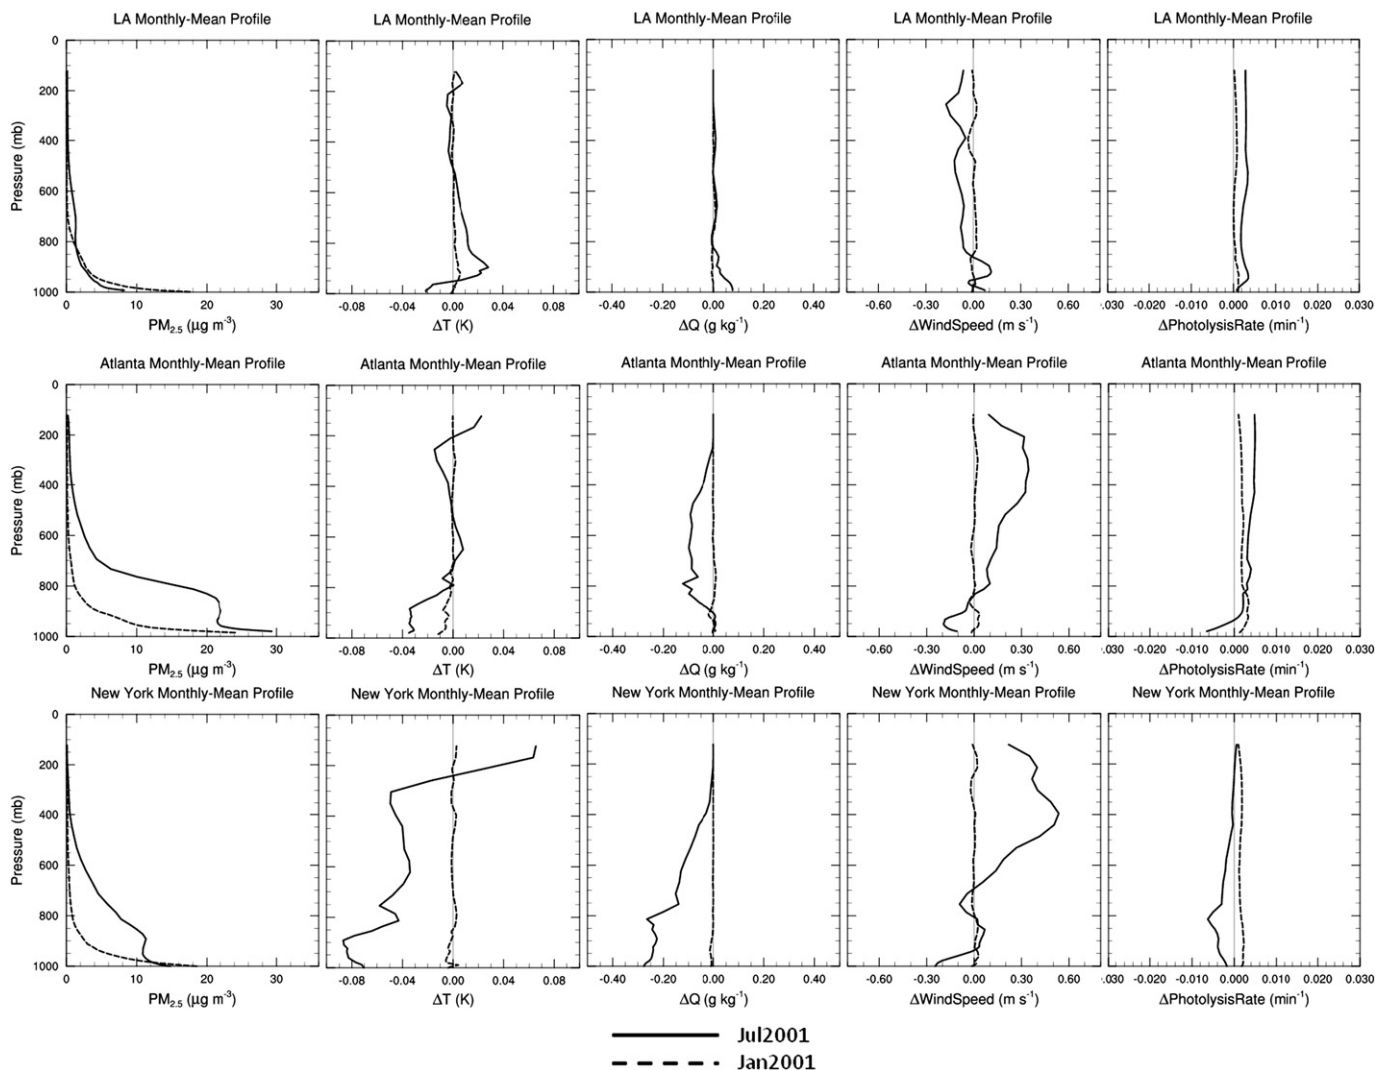 LA Monthly-Mean Profile LA Monthly-Mean Profile LA Monthly-Mean Profile LA Monthly-Mean Profile LA Monthly-Mean Profile
0
200
400
600
800
1000
Pressure (mb)
0 10 20 30 -0.08 -0.04 0.00 0.04 0.08 -0.40 -0.20 0.00 0.20 0.40 -0.60 -0.30 0.00 0.30 0.60 .030 -0.020 -0.010 0.000 0.010 0.020 0.030
PM2.5 (µg m-3) ΔT (K) ΔQ (g kg-1) ΔWindSpeed (m s-1) ΔPhotolysisRate (min-1)
Atlanta Monthly-Mean Profile Atlanta Monthly-Mean Profile Atlanta Monthly-Mean Profile Atlanta Monthly-Mean Profile Atlanta Monthly-Mean Profile
0
200
400
600
800
1000
Pressure (mb)
0 10 20 30 -0.08 -0.04 0.00 0.04 0.08 -0.40 -0.20 0.00 0.20 0.40 -0.60 -0.30 0.00 0.30 0.60 .030 -0.020 -0.010 0.000 0.010 0.020 0.030
PM2.5 (µg m-3) ΔT (K) ΔQ (g kg-1) ΔWindSpeed (m s-1) ΔPhotolysisRate (min-1)
New York Monthly-Mean Profile New York Monthly-Mean Profile New York Monthly-Mean Profile New York Monthly-Mean Profile New York Monthly-Mean Profile
0
200
400
600
800
1000
Pressure (mb)
0 10 20 30 -0.08 -0.04 0.00 0.04 0.08 -0.40 -0.20 0.00 0.20 0.40 -0.60 -0.30 0.00 0.30 0.60 .030 -0.020 -0.010 0.000 0.010 0.020 0.030
PM2.5 (µg m-3) ΔT (K) ΔQ (g kg-1) ΔWindSpeed (m s-1) ΔPhotolysisRate (min-1)
Jul2001
Jan2001